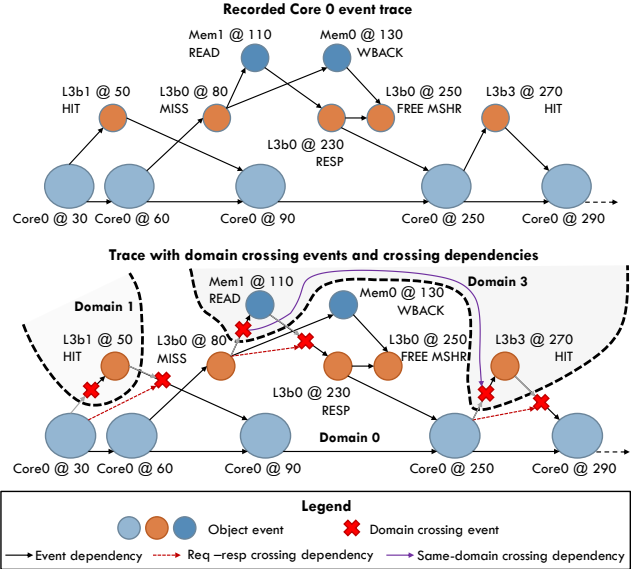 Recorded Core 0 event trace
Mem1 @ 110
READ
Mem0 @ 130
WBACK
L3b1 @ 50
HIT
L3b0 @ 80
MISS
L3b0 @ 250
FREE MSHR
L3b3 @ 270
HIT
L3b0 @ 230
RESP
Core0 @ 30
Core0 @ 60
Core0 @ 90
Core0 @ 250
Core0 @ 290
Trace with domain crossing events and crossing dependencies
Mem1 @ 110
READ
Domain 3
Mem0 @ 130
WBACK
Domain 1
L3b1 @ 50
HIT
L3b0 @ 80
MISS
L3b0 @ 250
FREE MSHR
L3b3 @ 270
HIT
L3b0 @ 230
RESP
Domain 0
Core0 @ 30
Core0 @ 60
Core0 @ 90
Core0 @ 250
Core0 @ 290
Legend
Object event
Domain crossing event
Event dependency
Req –resp crossing dependency
Same-domain crossing dependency